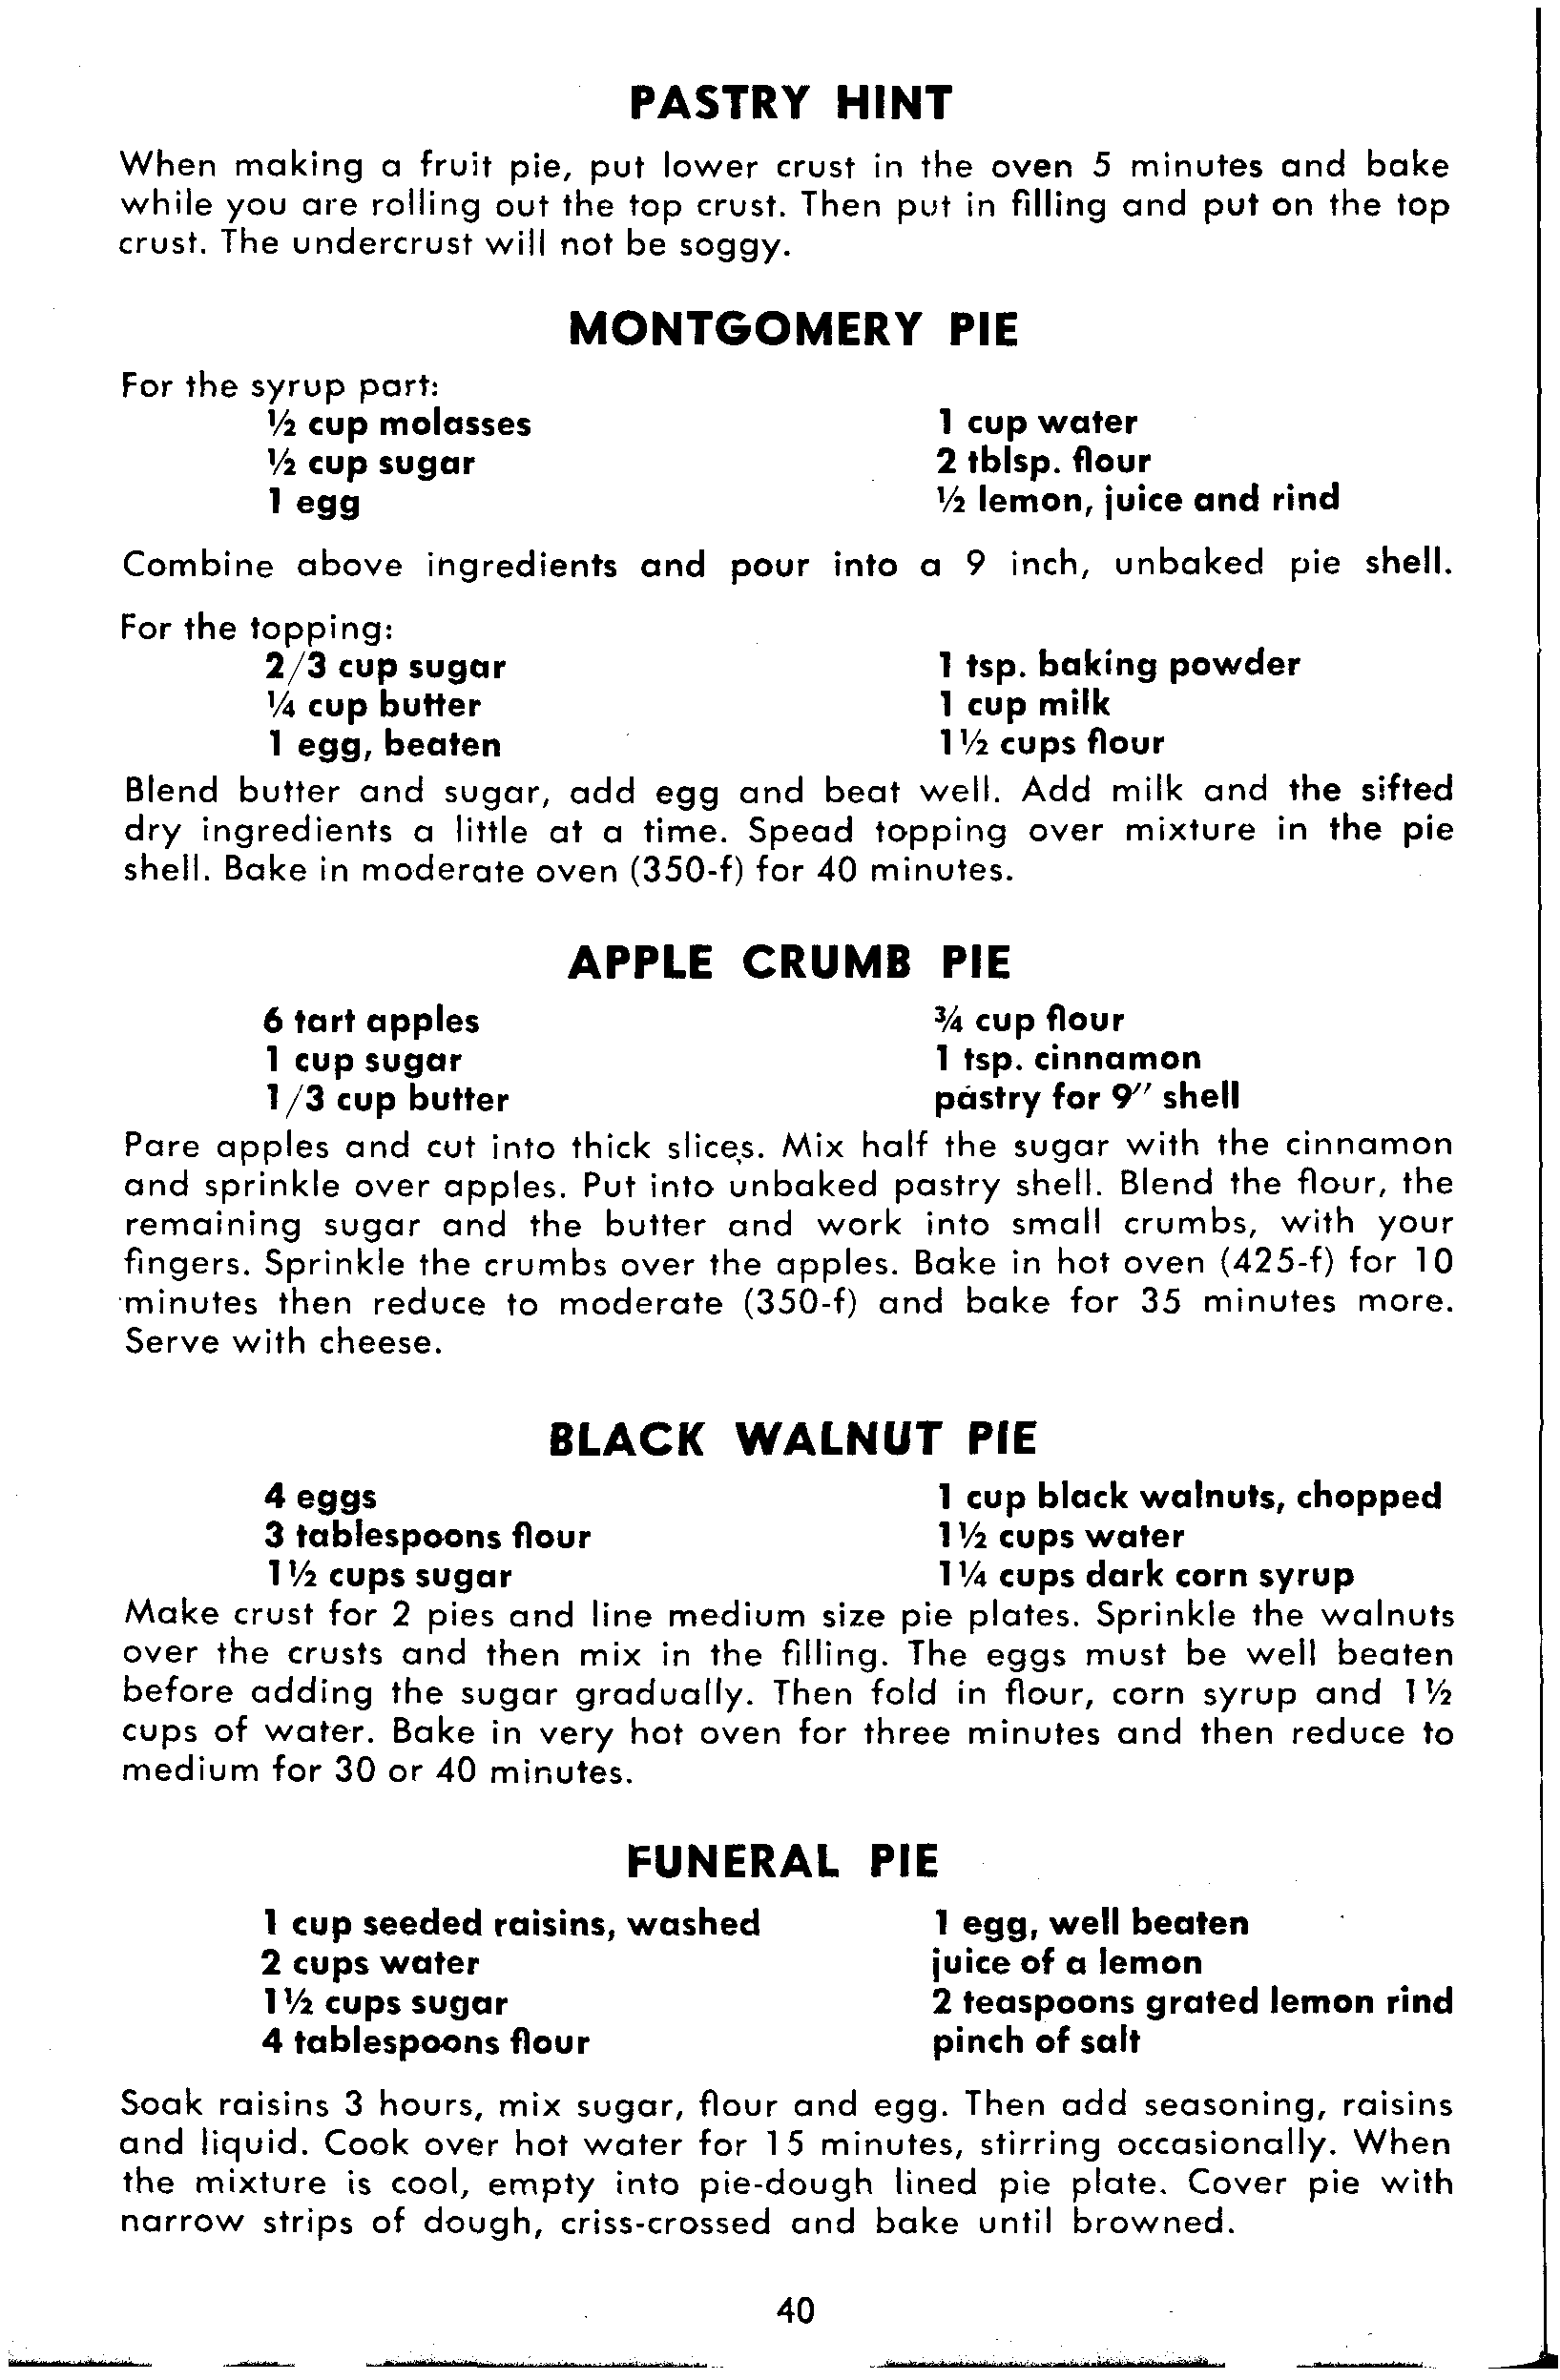 PASTRY HINT
When making a fruit pie, put lower crust in the oven 5 minutes and bake
while you are rolling out the top crust. Then put in filling and put on the top
crust. The undercrust will not be soggy.
MONTGOMERY PIE
For the syrup part:
½ cup molasses
½ cup sugar
1 egg
1 cup water
2 tblsp. flour
½ lemon, juice and rind
Combine above ingredients and pour into a 9 inch, unbaked pie shell.
For the topping:
2/3 cup sugar
¼ cup butter
1 egg, beaten
1 tsp. baking powder
1 cup milk
1½ cups flour
Blend butter and sugar, add egg and beat well. Add milk and the sifted
dry ingredients a little at a time. Spead topping over mixture in the pie
shell. Bake in moderate oven (350-f) for 40 minutes.
APPLE CRUMB PIE
6 tart apples
1 cup sugar
1/3 cup butter
¾ cup flour
1 tsp. cinnamon
pastry for 9" shell
Pare apples and cut into thick slices. Mix half the sugar with the cinnamon
and sprinkle over apples. Put into unbaked pastry shell. Blend the flour, the
remaining sugar and the butter and work into small crumbs, with your
fingers. Sprinkle the crumbs over the apples. Bake in hot oven (425-f) for 10
minutes then reduce to moderate (350-f) and bake for 35 minutes more.
Serve with cheese.
BLACK WALNUT PIE
4 eggs
3 tablespoons flour
1½ cups sugar
1 cup black walnuts, chopped
1½ cups water
1¼ cups dark corn syrup
Make crust for 2 pies and line medium size pie plates. Sprinkle the walnuts
over the crusts and then mix in the filling. The eggs must be well beaten
before adding the sugar gradually. Then fold in flour, corn syrup and 1½
cups of water. Bake in very hot oven for three minutes and then reduce to
medium for 30 or 40 minutes.
FUNERAL PIE
1 cup seeded raisins, washed
2 cups water
1½ cups sugar
4 tablespoons flour
1 egg, well beaten
juice of a lemon
2 teaspoons grated lemon rind
pinch of salt
Soak raisins 3 hours, mix sugar, flour and egg. Then add seasoning, raisins
and liquid. Cook over hot water for 15 minutes, stirring occasionally. When
the mixture is cool, empty into pie-dough lined pie plate. Cover pie with
narrow strips of dough, criss-crossed and bake until browned.
40